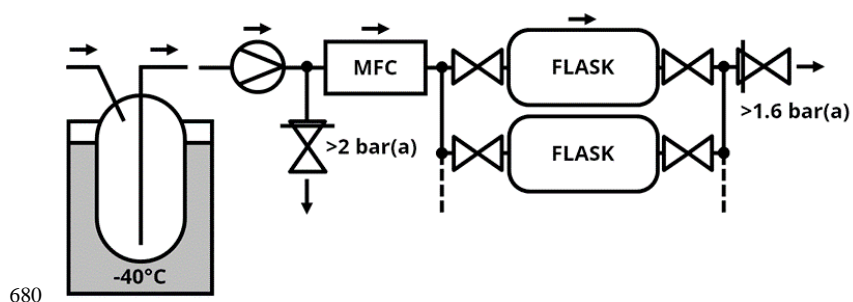 MFC
FLASK
>1.6 bar(a)
>2 bar(a)
FLASK
-40°C
680